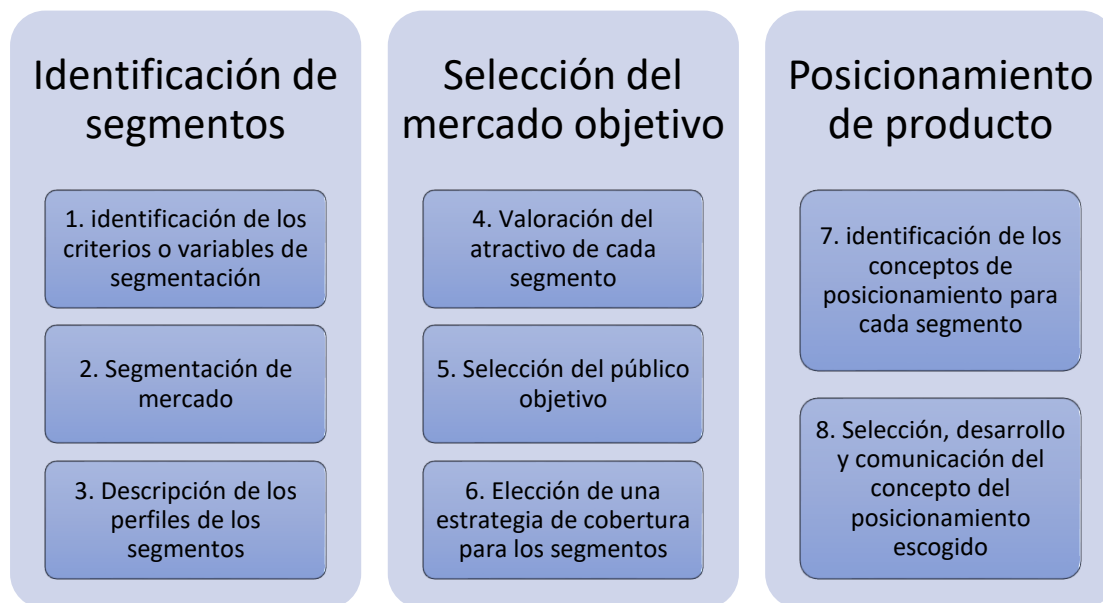 Identificación de
segmentos
1. identificación de los
criterios o variables de
segmentación
2. Segmentación de
mercado
3. Descripción de los
perfiles de los
segmentos
Selección del
mercado objetivo
4. Valoración del
atractivo de cada
segmento
5. Selección del público
objetivo
6. Elección de una
estrategia de cobertura
para los segmentos
Posicionamiento
de producto
7. identificación de los
conceptos de
posicionamiento para
cada segmento
8. Selección, desarrollo
y comunicación del
concepto del
posicionamiento
escogido